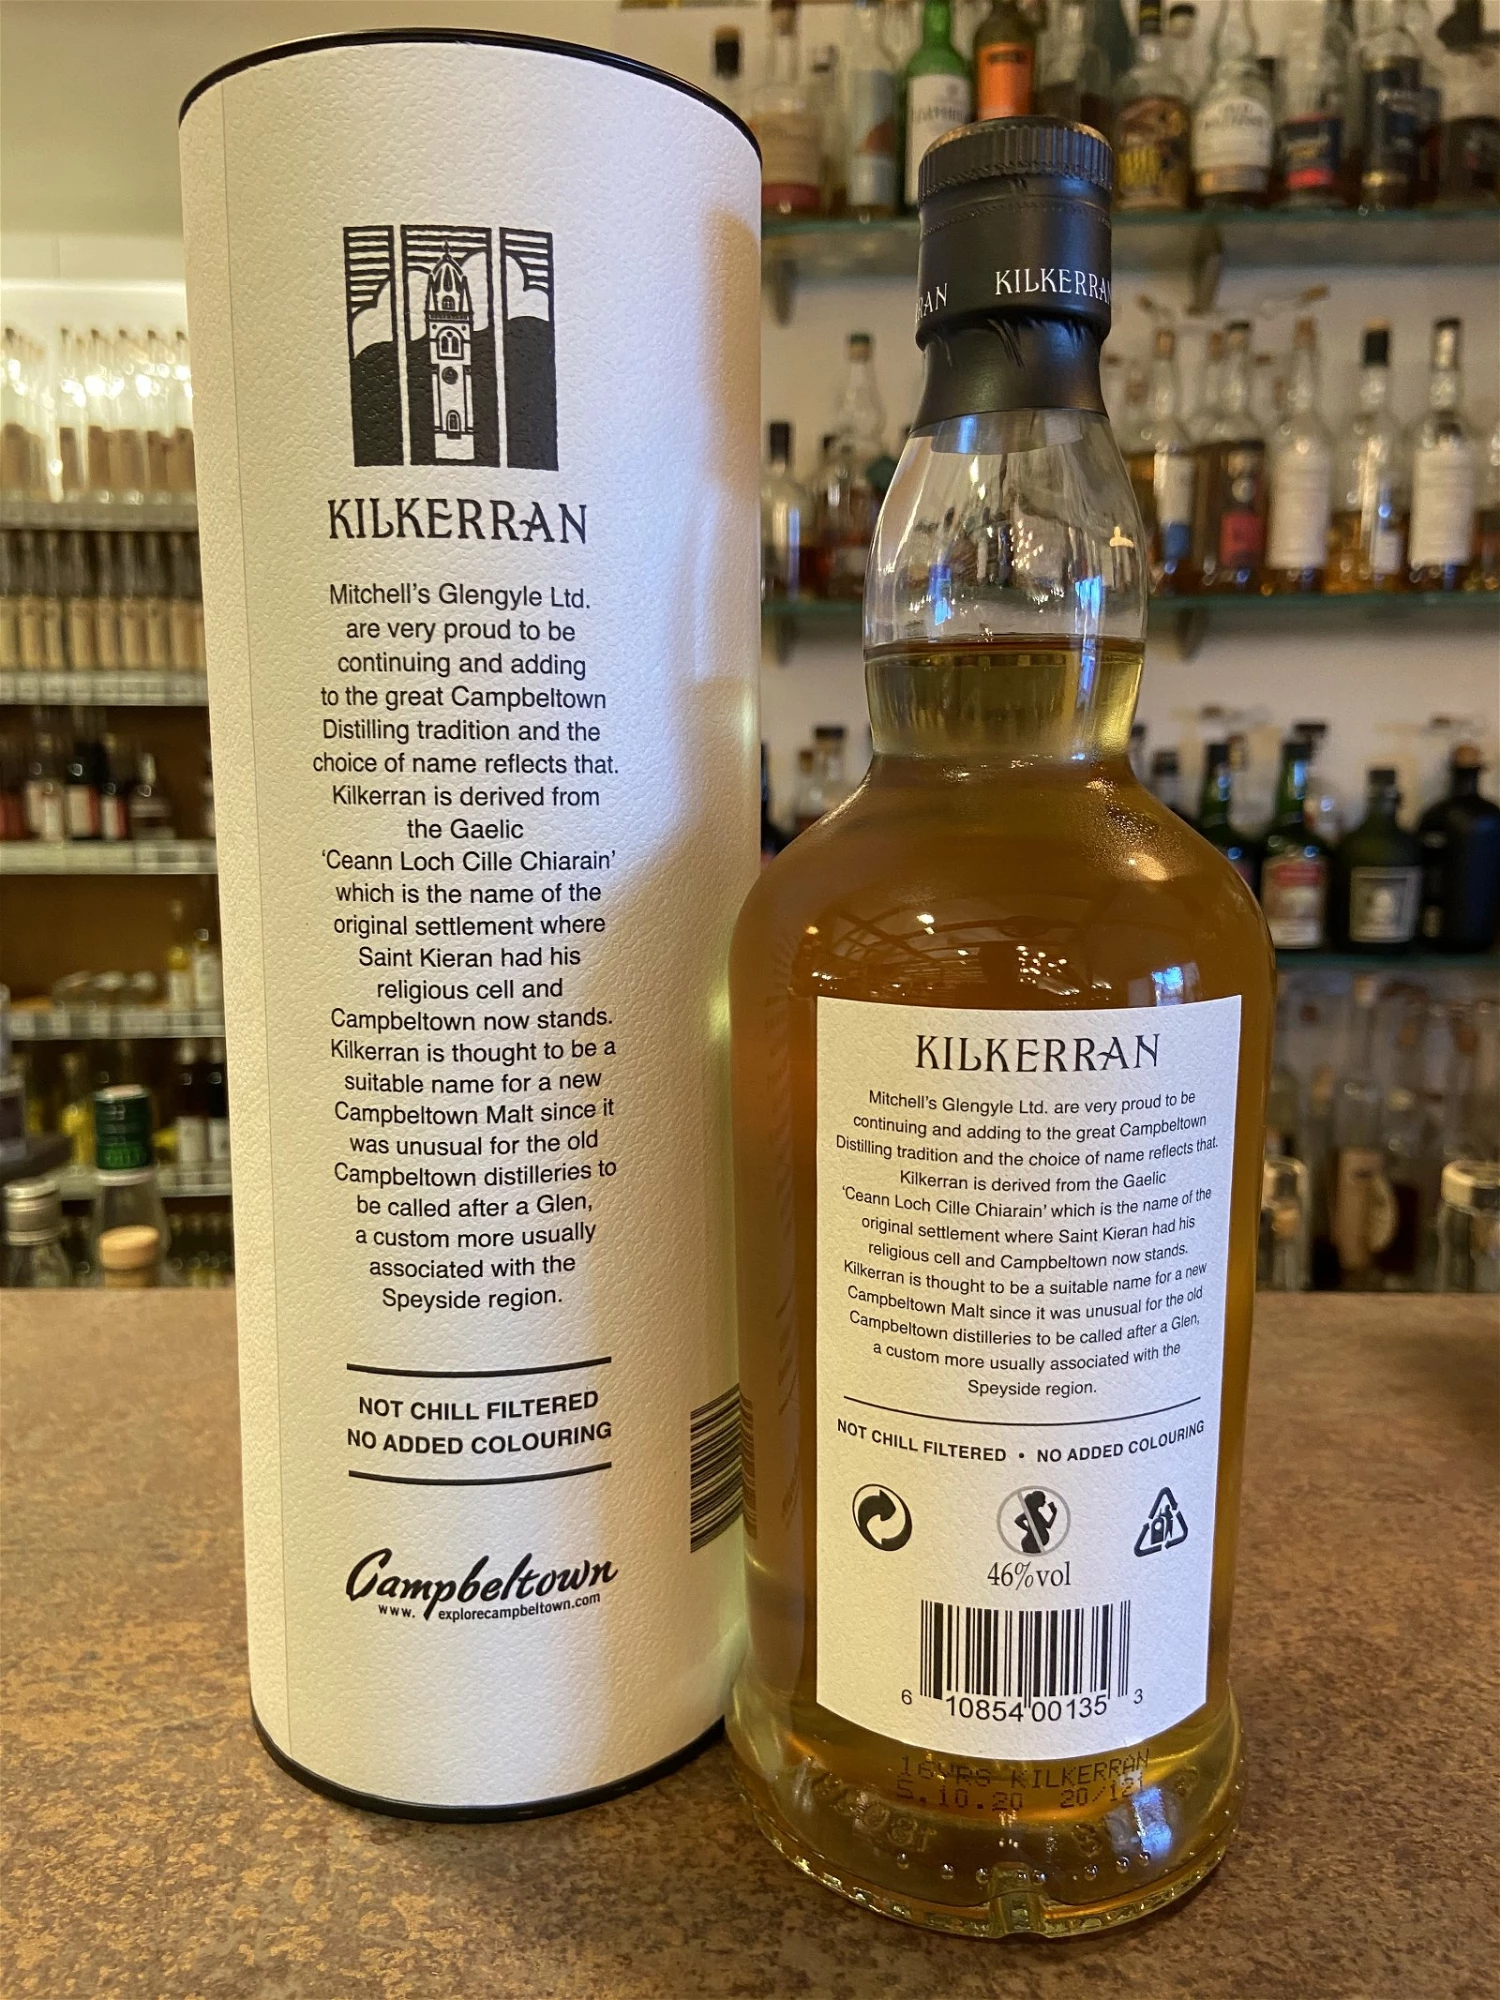 KILKERRAN
Mitchell's Glengyle Ltd.
are very proud to be
continuing and adding
to the great Campbeltown
Distilling tradition and the
choice of name reflects that.
Kilkerran is derived from
the Gaelic
‘Ceann Loch Cille Chiarain’
which is the name of the
original settlement where
Saint Kieran had his
religious cell and
Campbeltown now stands.
Kilkerran is thought to be a
suitable name for a new
Campbeltown Malt since it
was unusual for the old
Campbeltown distilleries to
be called after a Glen,
a custom more usually
associated with the
Speyside region.
NOT CHILL FILTERED
NO ADDED COLOURING
Campbeltown
www. explorecampbeltown.com
KILKERRAN
KILKERRAN
Mitchell's Glengyle Ltd. are very proud to be
continuing and adding to the great Campbeltown
Distilling tradition and the choice of name reflects that.
Kilkerran is derived from the Gaelic
‘Ceann Loch Cille Chiarain’ which is the name of the
original settlement where Saint Kieran had his
religious cell and Campbeltown now stands.
Kilkerran is thought to be a suitable name for a new
Campbeltown Malt since it was unusual for the old
Campbeltown distilleries to be called after a Glen,
a custom more usually associated with the
Speyside region.
NOT CHILL FILTERED • NO ADDED COLOURING
46%vol
6 10854 00135 3
16YRS KILKERRAN
5.10.20